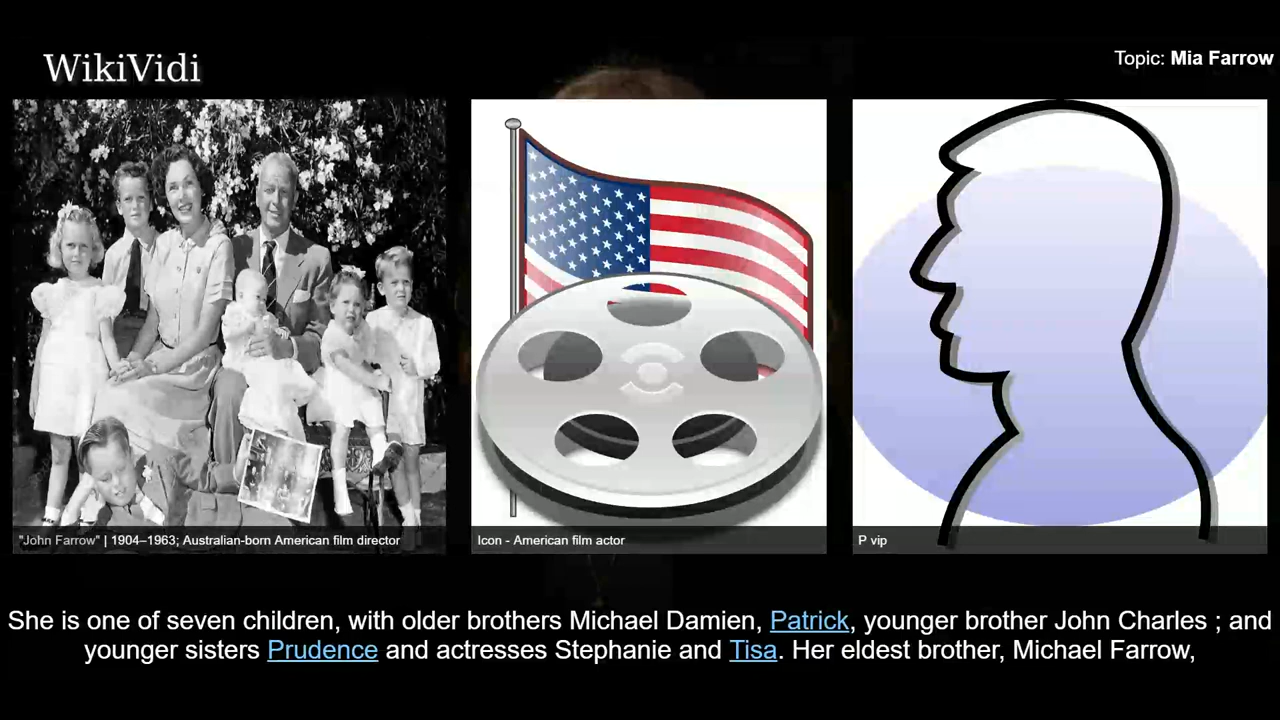 WikiVidi
Topic: Mia Farrow
"John Farrow" | 1904–1963; Australian-born American film director
Icon - American film actor
P vip
She is one of seven children, with older brothers Michael Damien, Patrick, younger brother John Charles ; and
younger sisters Prudence and actresses Stephanie and Tisa. Her eldest brother, Michael Farrow,